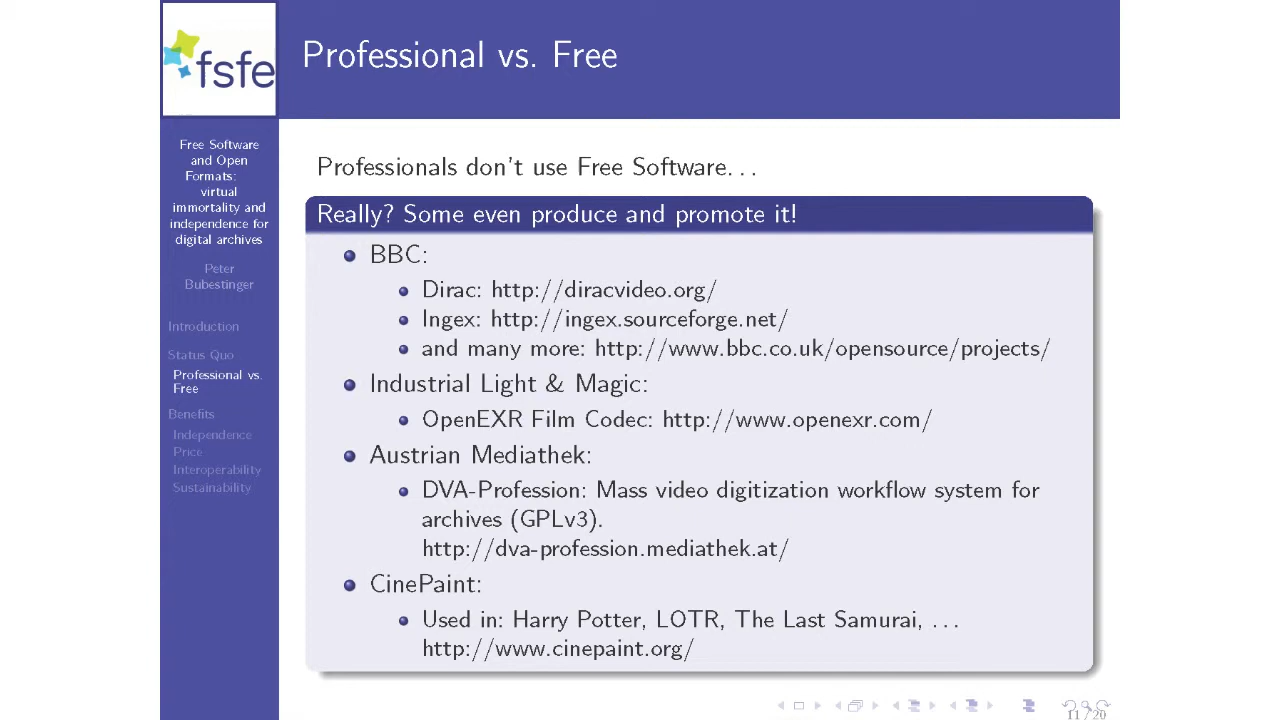 fsfe
Professional vs. Free
Free Software
and Open
Formats:
virtual
immortality and
independence for
digital archives
Peter
Bubestinger
Introduction
Status Quo
Professional vs.
Free
Benefits
Independence
Price
Interoperability
Sustainability
Professionals don't use Free Software...
Really? Some even produce and promote it!
BBC:
Dirac: http://diracvideo.org/
Ingex: http://ingex.sourceforge.net/
and many more: http://www.bbc.co.uk/opensource/projects/
Industrial Light & Magic:
OpenEXR Film Codec: http://www.openexr.com/
Austrian Mediathek:
DVA-Profession: Mass video digitization workflow system for
archives (GPLv3).
http://dva-profession.mediathek.at/
CinePaint:
Used in: Harry Potter, LOTR, The Last Samurai, ...
http://www.cinepaint.org/
11 / 20